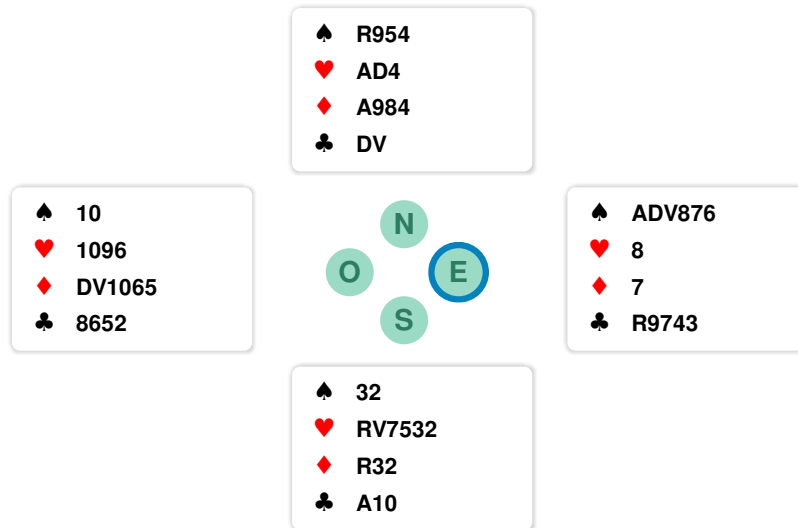 ♠ R954
♥ AD4
♦ A984
♣ DV
♠ 10
♥ 1096
♦ DV1065
♣ 8652
N
O
E
S
♠ ADV876
♥ 8
♦ 7
♣ R9743
♠ 32
♥ RV7532
♦ R32
♣ A10